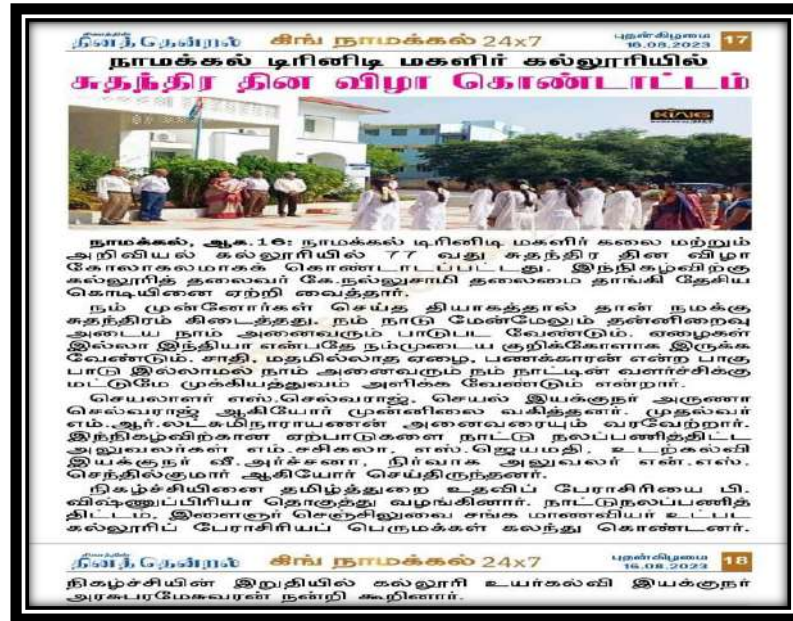 தினத்தென்றல் கிங் நாமக்கல் 24x7 புதன்கிழமை
16.08.2023 17
நாமக்கல் டிரினிடி மகளிர் கல்லூரியில்
சுதந்திர தின விழா கொண்டாட்டம்
KING
நாமக்கல், ஆக.16: நாமக்கல் டிரினிடி மகளிர் கலை மற்றும்
அறிவியல் கல்லூரியில் 77 வது சுதந்திர தின விழா
கோலாகலமாகக் கொண்டாடப்பட்டது. இந்நிகழ்விற்கு
கல்லூரித் தலைவர் கே.நல்லுசாமி தலைமை தாங்கி தேசிய
கொடியினை ஏற்றி வைத்தார்.
நம் முன்னோர்கள் செய்த தியாகத்தால் தான் நமக்கு
சுதந்திரம் கிடைத்தது. நம் நாடு மேன்மேலும் தன்னிறைவு
அடைய நாம் அனைவரும் பாடுபட வேண்டும். ஏழைகள்
இல்லா இந்தியா என்பதே நம்முடைய குறிக்கோளாக இருக்க
வேண்டும். சாதி, மதமில்லாத ஏழை, பணக்காரன் என்ற பாகு
பாடு இல்லாமல் நாம் அனைவரும் நம் நாட்டின் வளர்ச்சிக்கு
மட்டுமே முக்கியத்துவம் அளிக்க வேண்டும் என்றார்.
செயலாளர் எஸ்.செல்வராஜ், செயல் இயக்குநர் அருணா
செல்வராஜ் ஆகியோர் முன்னிலை வகித்தனர். முதல்வர்
எம்.ஆர்.லட்சுமிநாராயணன் அனைவரையும் வரவேற்றார்.
இந்நிகழ்விற்கான ஏற்பாடுகளை நாட்டு நலப்பணித்திட்ட
அலுவலர்கள் எம்.சசிகலா, எஸ்.ஜெயமதி, உடற்கல்வி
இயக்குநர் வீ.அர்ச்சனா, நிர்வாக அலுவலர் என்.எஸ்.
செந்தில்குமார் ஆகியோர் செய்திருந்தனர்.
நிகழ்ச்சியினை தமிழ்த்துறை உதவிப் பேராசிரியை பி.
விஷ்ணுப்பிரியா தொகுத்து வழங்கினார். நாட்டுநலப்பணித்
திட்டம், இளைஞர் செஞ்சிலுவை சங்க மாணவியர் உட்பட
கல்லூரிப் பேராசிரியப் பெருமக்கள் கலந்து கொண்டனர்.
தினத்தென்றல் கிங் நாமக்கல் 24x7 புதன்கிழமை
16.08.2023 18
நிகழ்ச்சியின் இறுதியில் கல்லூரி உயர்கல்வி இயக்குநர்
அரசுபரமேசுவரன் நன்றி கூறினார்.